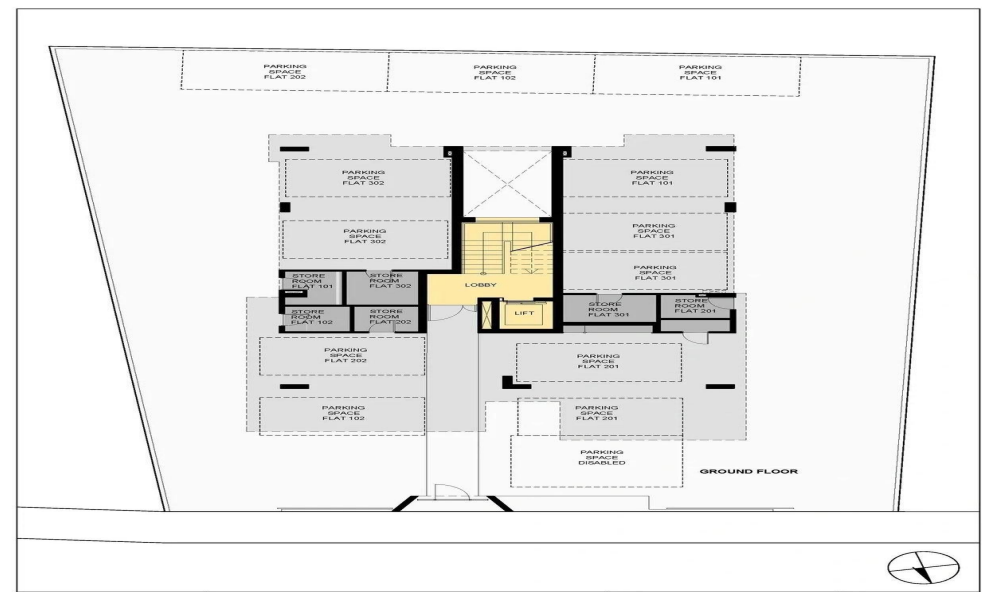 PARKING
SPACE
FLAT 202
PARKING
SPACE
FLAT 102
PARKING
SPACE
FLAT 101
PARKING
SPACE
FLAT 302
PARKING
SPACE
FLAT 101
PARKING
SPACE
FLAT 302
PARKING
SPACE
FLAT 301
PARKING
SPACE
FLAT 301
STORE
ROOM
FLAT 101
STORE
ROOM
FLAT 302
LOBBY
STORE
ROOM
FLAT 102
STORE
ROOM
FLAT 202
LIFT
STORE
ROOM
FLAT 301
STORE
ROOM
FLAT 201
PARKING
SPACE
FLAT 202
PARKING
SPACE
FLAT 201
PARKING
SPACE
FLAT 102
PARKING
SPACE
FLAT 201
PARKING
SPACE
DISABLED
GROUND FLOOR